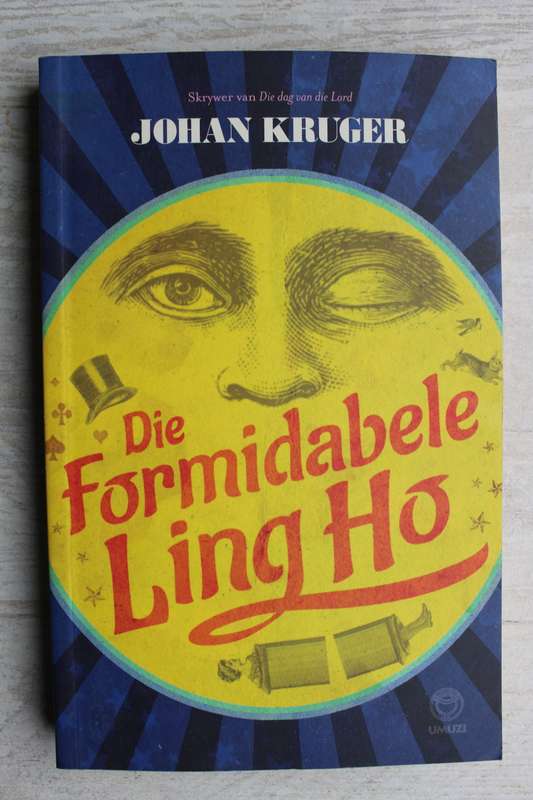 Skrywer van Die dag van die Lord
JOHAN KRUGER
Die
Formidabele
Ling Ho
UMUZI